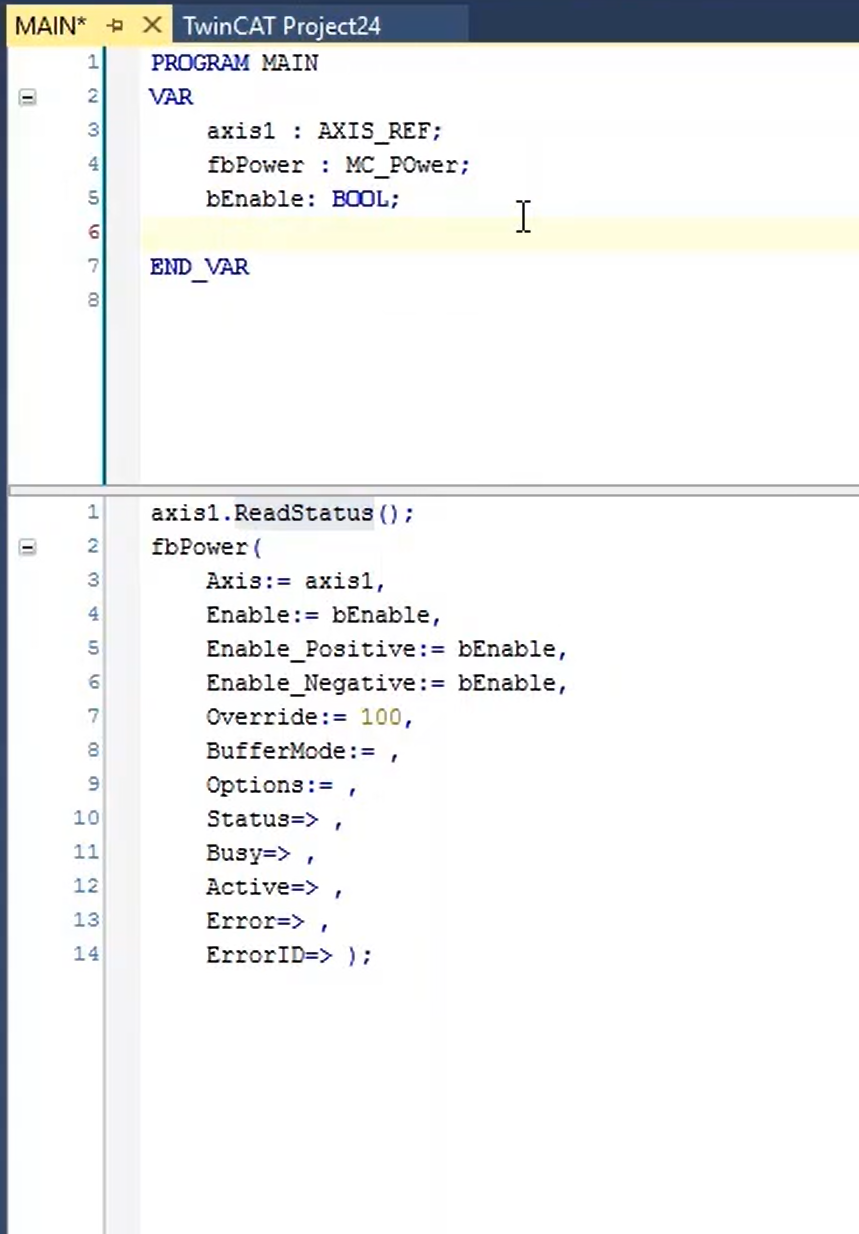 MAIN* TwinCAT Project24
1 PROGRAM MAIN
2 VAR
3 axis1 : AXIS_REF;
4 fbPower : MC_POwer;
5 bEnable: BOOL;
6
7 END_VAR
8
1 axis1.ReadStatus();
2 fbPower(
3 Axis:= axis1,
4 Enable:= bEnable,
5 Enable_Positive:= bEnable,
6 Enable_Negative:= bEnable,
7 Override:= 100,
8 BufferMode:= ,
9 Options:= ,
10 Status=> ,
11 Busy=> ,
12 Active=> ,
13 Error=> ,
14 ErrorID=> );